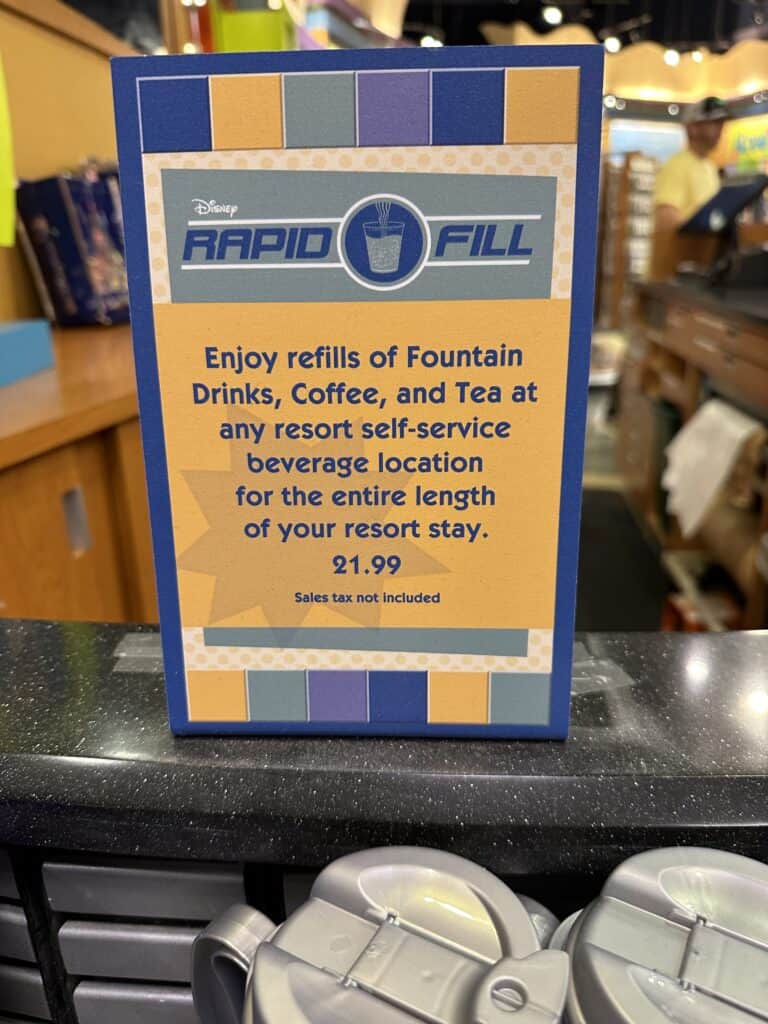 Disney
RAPID FILL
Enjoy refills of Fountain
Drinks, Coffee, and Tea at
any resort self-service
beverage location
for the entire length
of your resort stay.
21.99
Sales tax not included